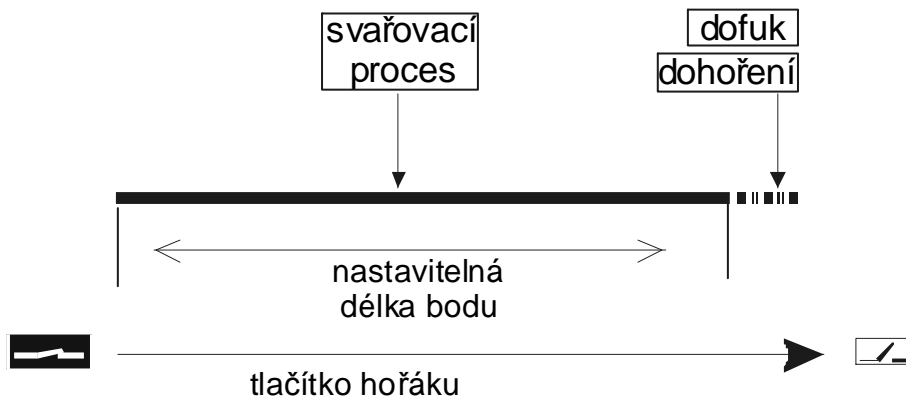 svařovací
proces
dofuk
dohoření
nastavitelná
délka bodu
tlačítko hořáku